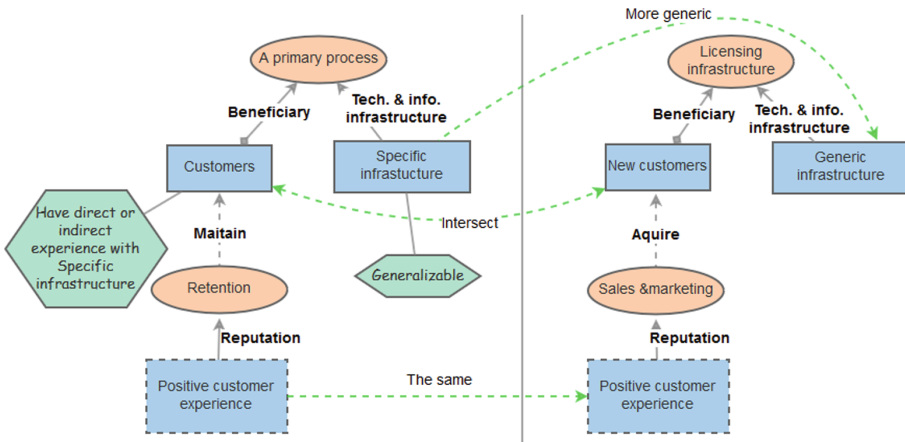 More generic
A primary process
Licensing
infrastructure
Beneficiary
Tech. & info.
infrastructure
Beneficiary
Tech. & info.
infrastructure
Customers
Specific
infrastucture
New customers
Generic
infrastructure
Have direct or
indirect
experience with
Specific
infrastructure
Maitain
Intersect
Aquire
Generalizable
Retention
Sales &marketing
Reputation
Reputation
Positive customer
experience
The same
Positive customer
experience